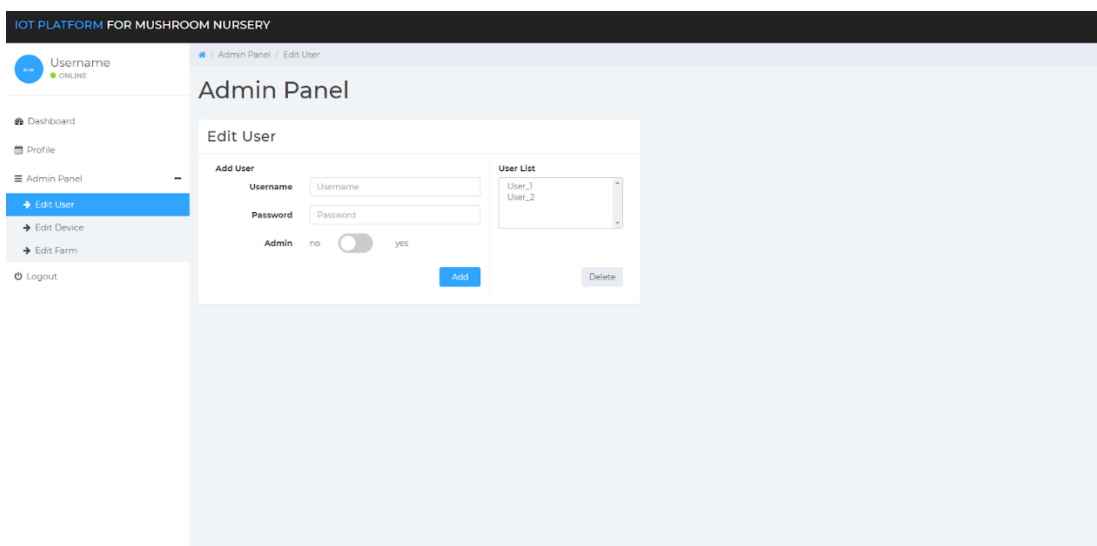 IOT PLATFORM FOR MUSHROOM NURSERY
Username
ONLINE
Dashboard
Profile
Admin Panel
Edit User
Edit Device
Edit Farm
Logout
/ Admin Panel / Edit User
Admin Panel
Edit User
Add User
Username Username
Password Password
Admin no yes
Add
User List
User_1
User_2
Delete